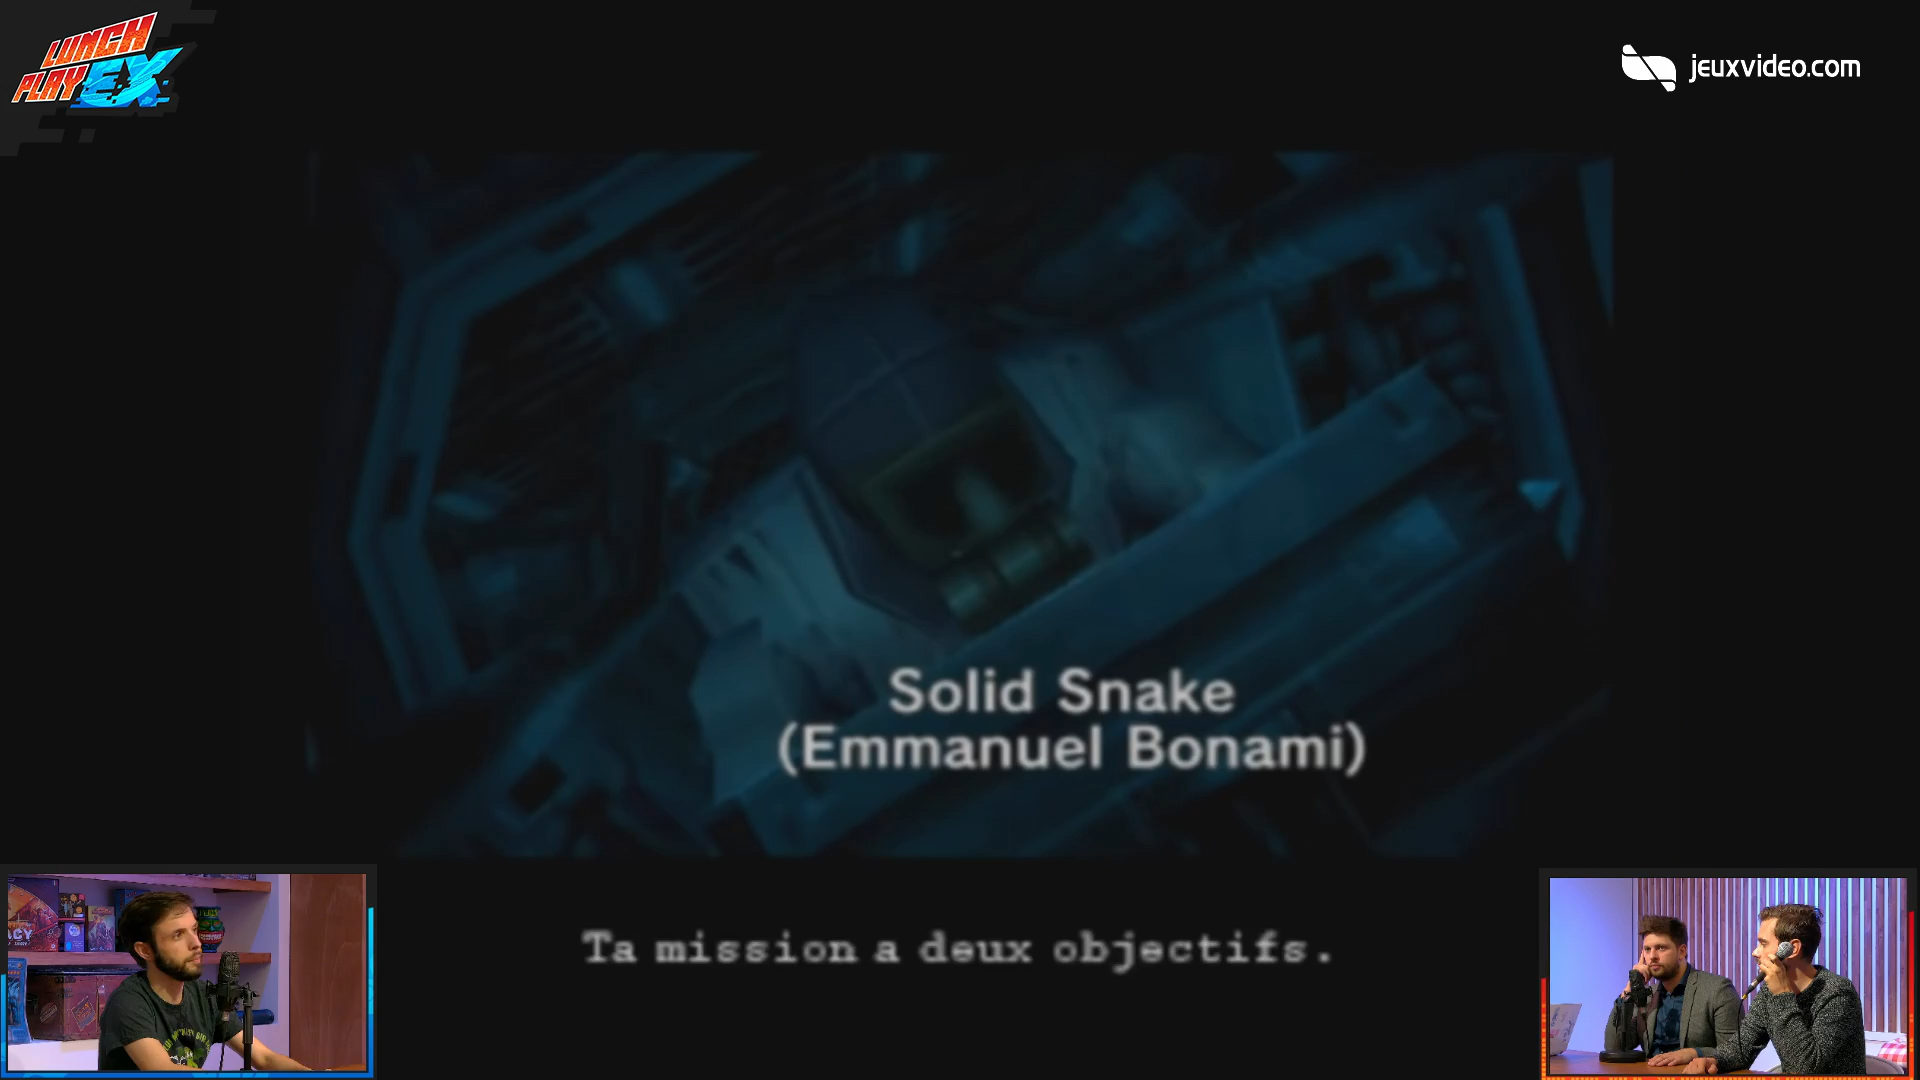 LUNCH
PLAY EX
jeuxvideo.com
Solid Snake
(Emmanuel Bonami)
Ta mission a deux objectifs.